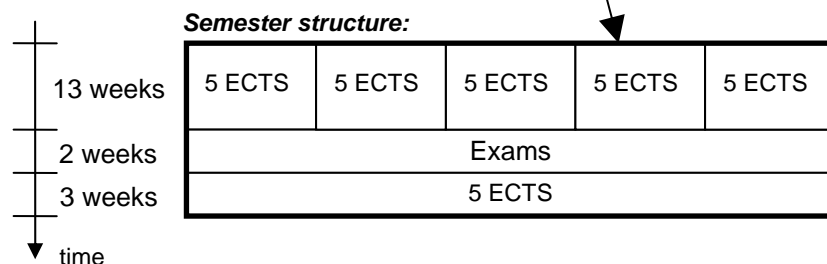 Semester structure:
13 weeks 5 ECTS 5 ECTS 5 ECTS 5 ECTS 5 ECTS
2 weeks Exams
3 weeks 5 ECTS
time